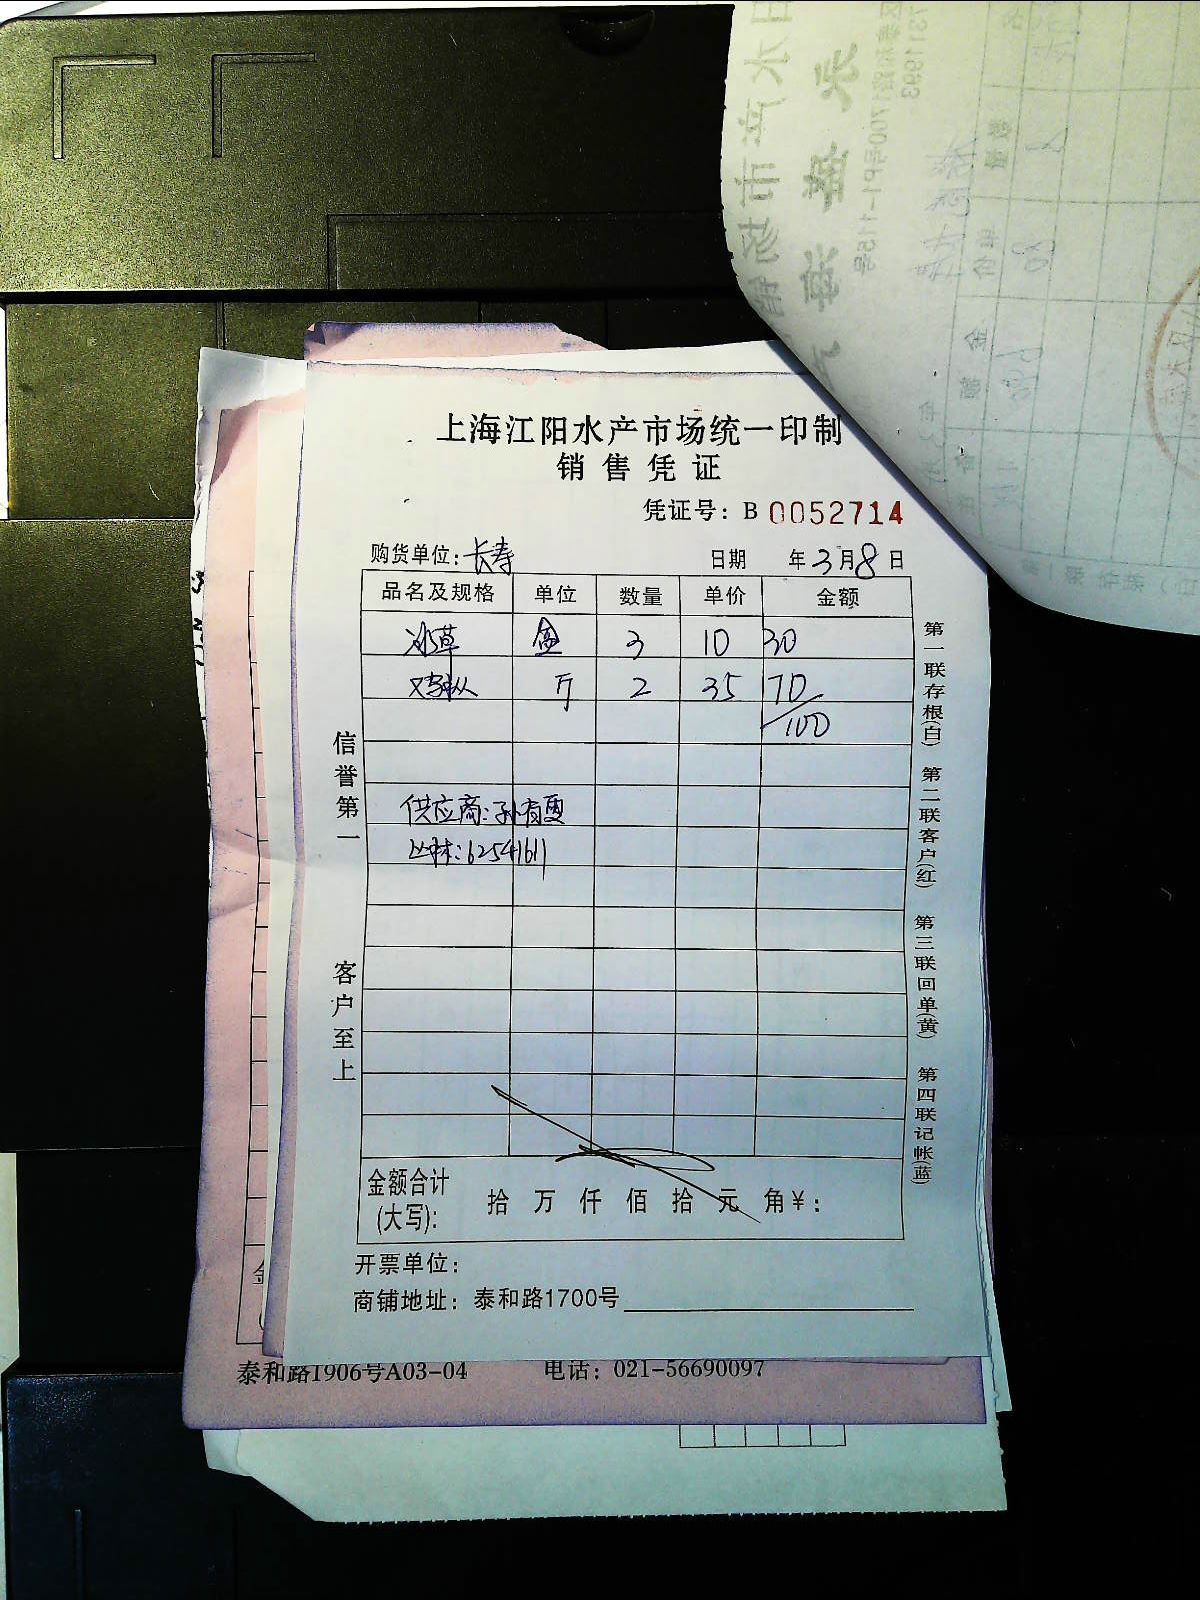 上海江阳水产市场统一印制
销售凭证
凭证号: B 0052714
购货单位: 长寿 日期 年3月8日
品名及规格 单位 数量 单价 金额
冰草 盒 3 10 30
斤 2 35 70
100
供应商: 孙有
62541611
信誉第一
客户至上
第一联存根(白) 第二联客户(红) 第三联回单(黄) 第四联记帐(蓝)
金额合计(大写): 拾 万 仟 佰 拾 元 角 ¥:
开票单位:
商铺地址: 泰和路1700号
泰和路1906号A03-04 电话: 021-56690097